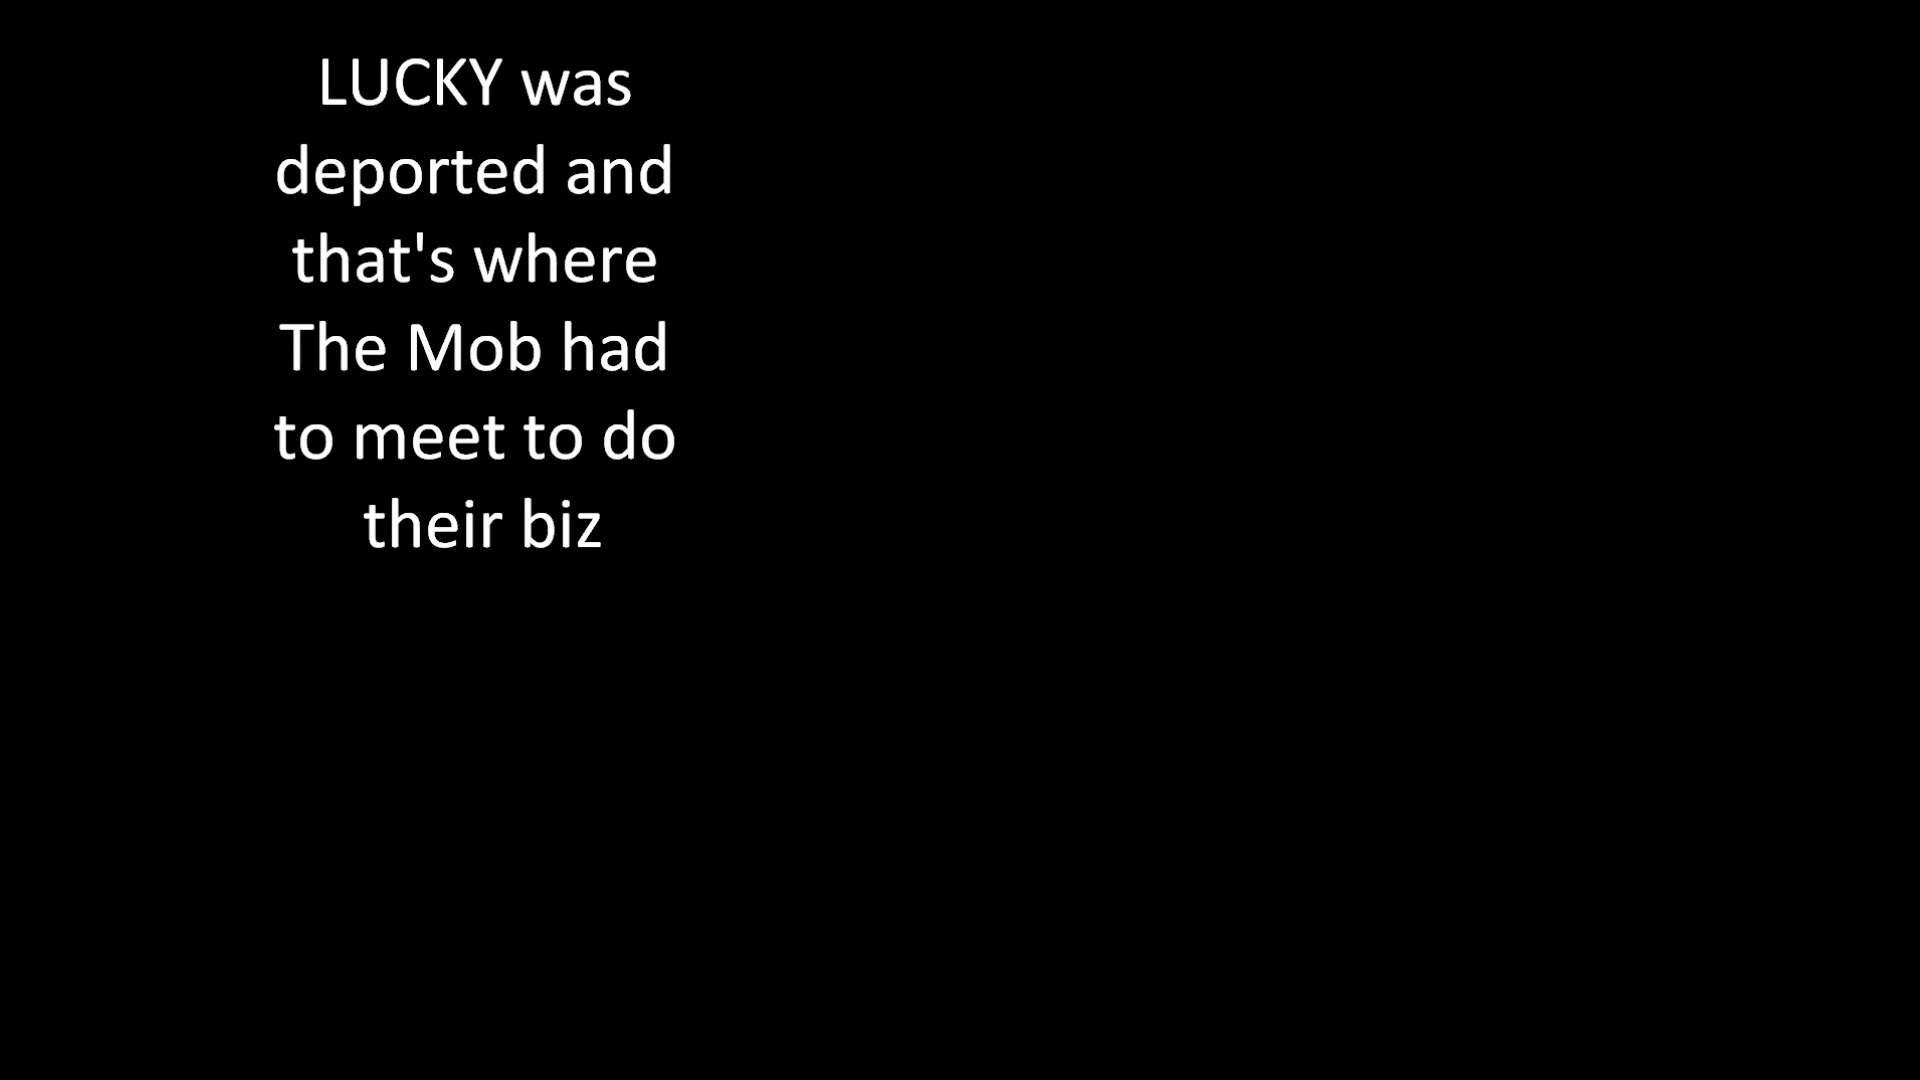 LUCKY was
deported and
that's where
The Mob had
to meet to do
their biz